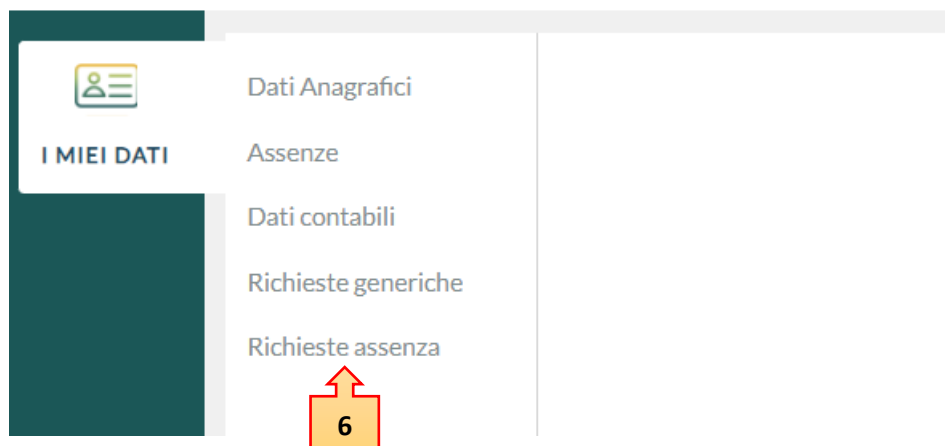 I MIEI DATI
Dati Anagrafici
Assenze
Dati contabili
Richieste generiche
Richieste assenza
6